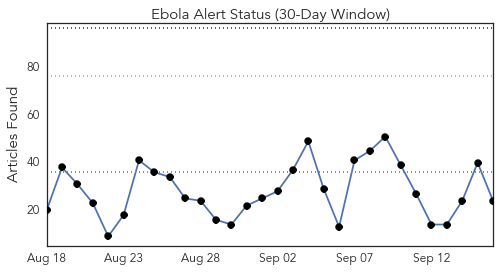 Ebola Alert Status (30-Day Window)
Articles Found
80
60
40
20
Aug 18 Aug 23 Aug 28 Sep 02 Sep 07 Sep 12